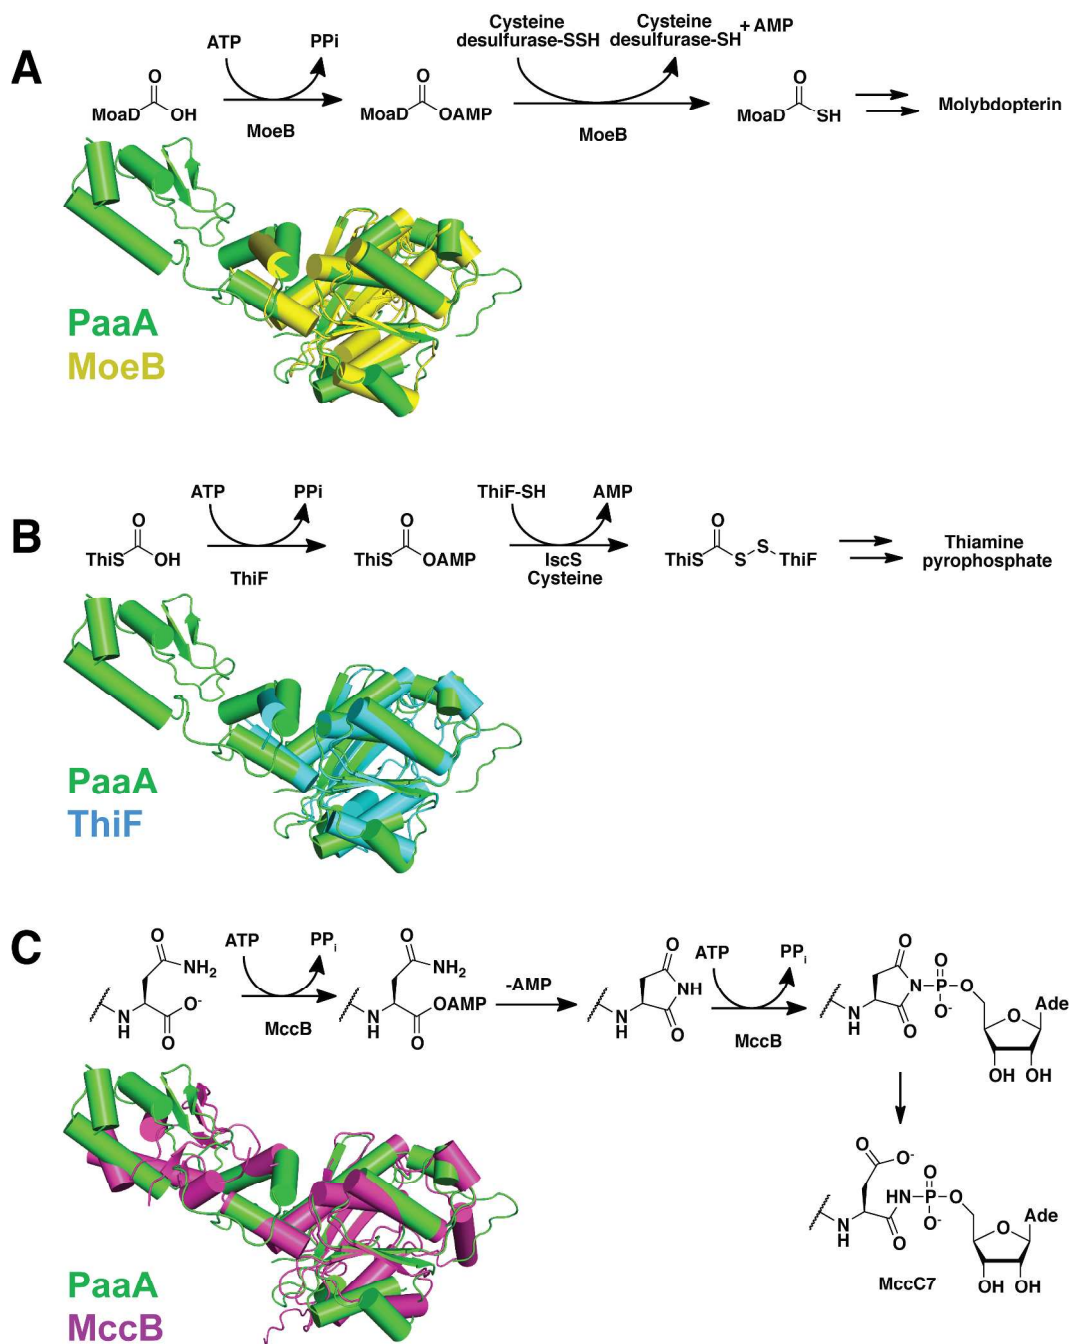 A
ATP
PPi
Cysteine
desulfurase-SSH
Cysteine
desulfurase-SH
+ AMP
O
MoaD
OH
MoeB
O
MoaD
OAMP
MoeB
O
MoaD
SH
Molybdopterin
PaaA
MoeB
B
ATP
PPi
ThiF-SH
AMP
O
ThiS
OH
ThiF
O
ThiS
OAMP
IscS
Cysteine
O
ThiS
S
S
ThiF
Thiamine
pyrophosphate
PaaA
ThiF
C
O
NH2
N
H
O-
O
ATP
PPi
MccB
O
NH2
N
H
OAMP
O
-AMP
O
NH
N
H
O
ATP
PPi
MccB
O
N
P
O
O-
O
N
H
O
O
Ade
OH
OH
O
O-
HN
P
O
O-
O
N
H
O
O
Ade
OH
OH
MccC7
PaaA
MccB